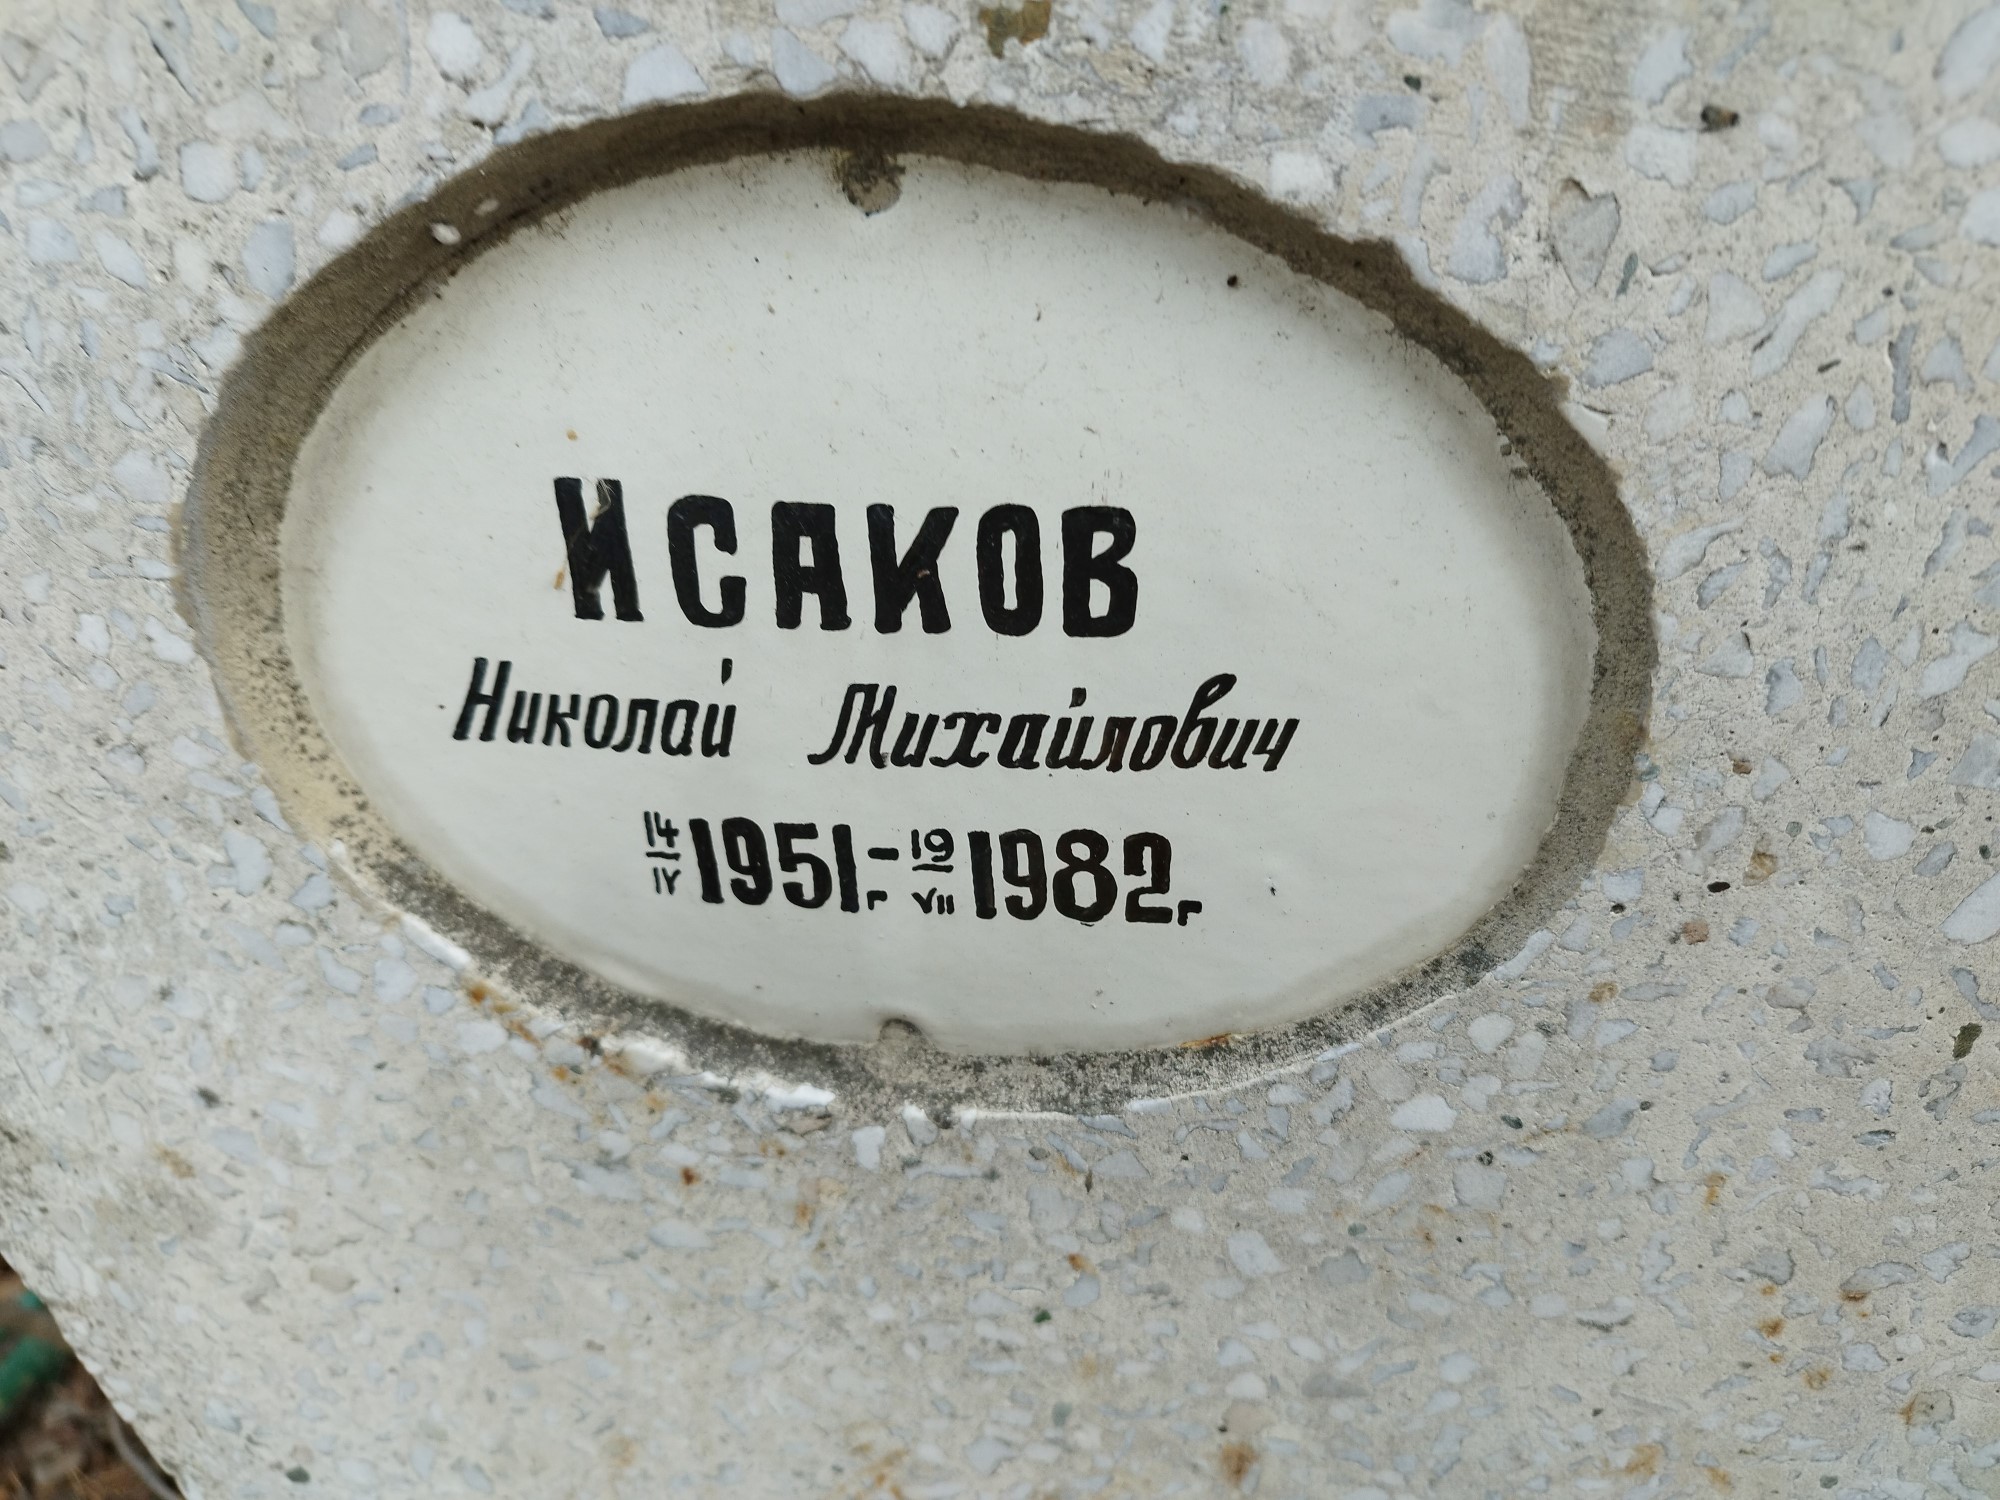 ИСАКОВ
Николай Михайлович
14/IV 1951г-19/VII 1982г